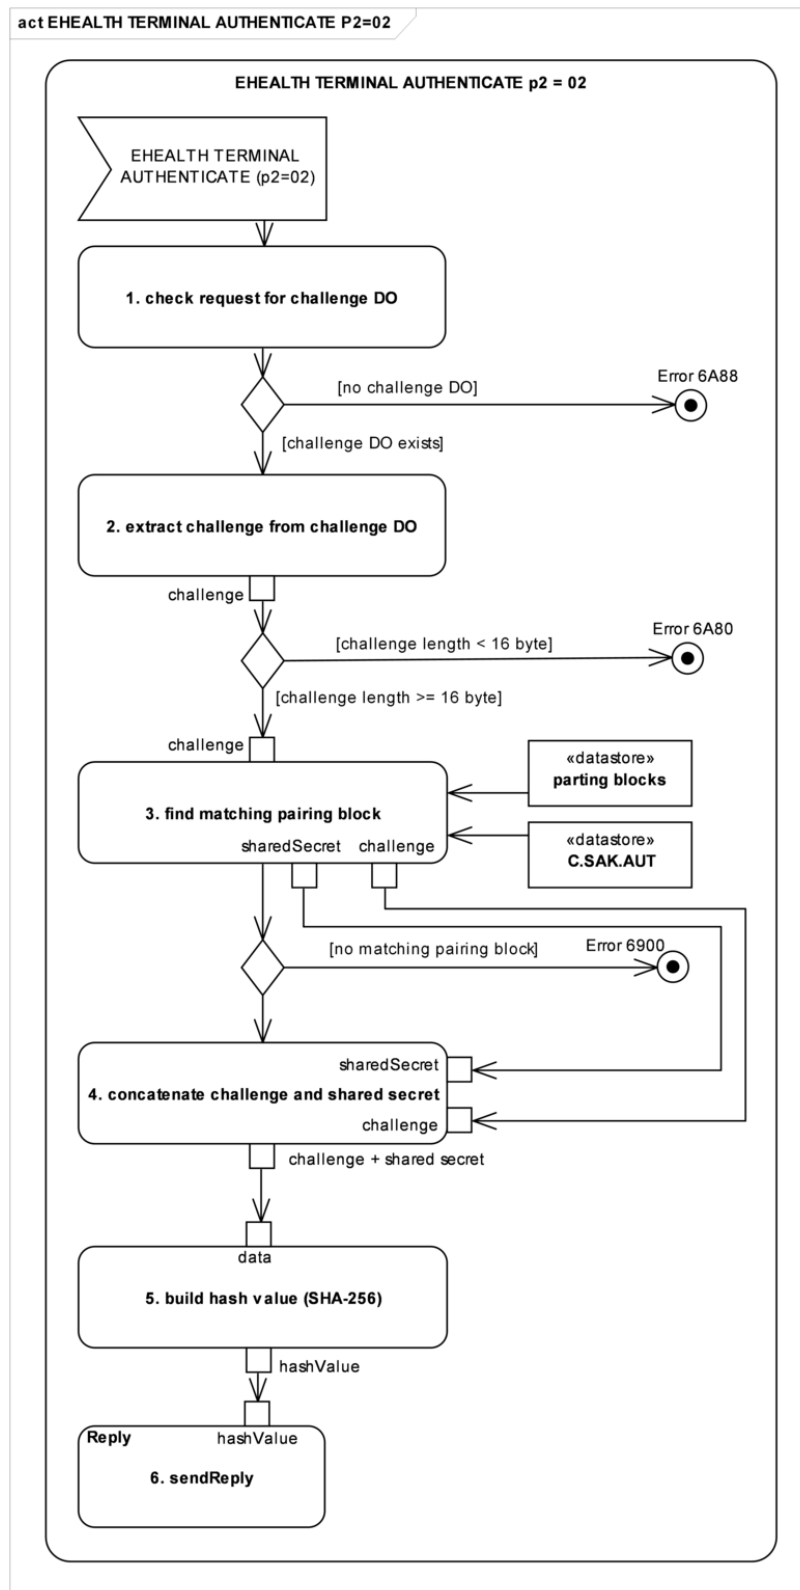 act EHEALTH TERMINAL AUTHENTICATE P2=02
EHEALTH TERMINAL AUTHENTICATE p2 = 02
EHEALTH TERMINAL
AUTHENTICATE (p2=02)
1. check request for challenge DO
[no challenge DO]
Error 6A88
[challenge DO exists]
2. extract challenge from challenge DO
challenge
[challenge length < 16 byte]
Error 6A80
[challenge length >= 16 byte]
challenge
«datastore»
parting blocks
3. find matching pairing block
«datastore»
C.SAK.AUT
sharedSecret
challenge
[no matching pairing block]
Error 6900
sharedSecret
4. concatenate challenge and shared secret
challenge
challenge + shared secret
data
5. build hash value (SHA-256)
hashValue
Reply
hashValue
6. sendReply